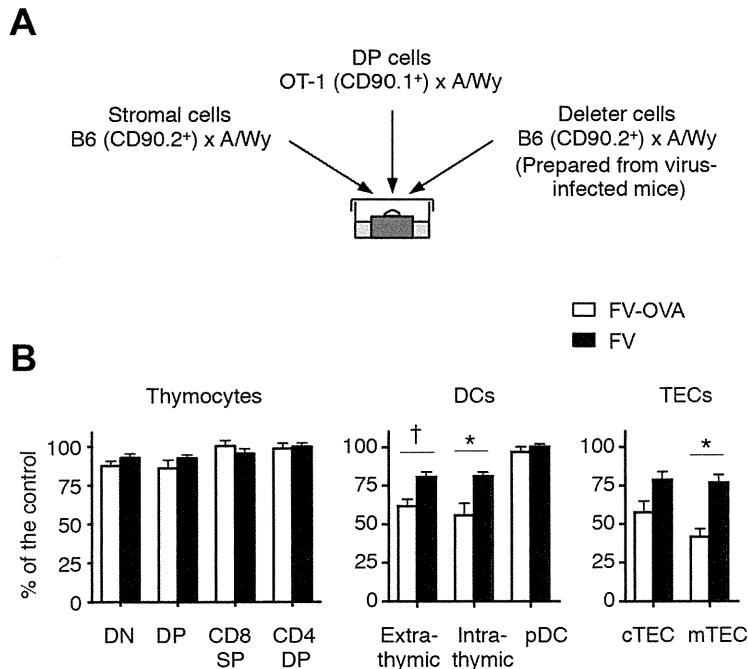 A
DP cells
OT-1 (CD90.1+) x A/Wy
Stromal cells
B6 (CD90.2+) x A/Wy
Deleter cells
B6 (CD90.2+) x A/Wy
(Prepared from virus-
infected mice)
FV-OVA
FV
B
Thymocytes
DCs
TECs
% of the control
100
75
50
25
0
DN
DP
CD8
SP
CD4
DP
100
75
50
25
0
†
*
Extra-
thymic
Intra-
thymic
pDC
100
75
50
25
0
*
cTEC
mTEC